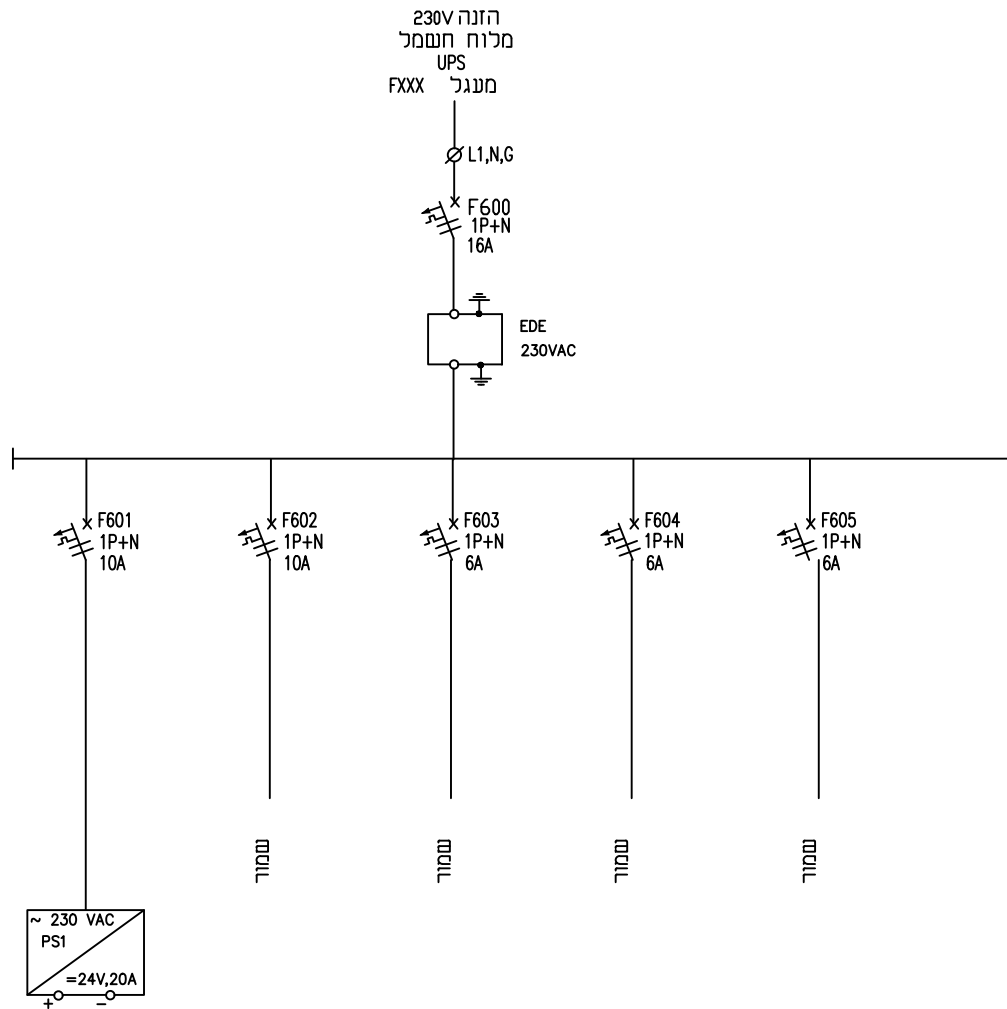 הזנה 230V
מלוח חשמל
UPS
מעגל FXXX
L1,N,G
F600
1P+N
16A
EDE
230VAC
F601
1P+N
10A
F602
1P+N
10A
F603
1P+N
6A
F604
1P+N
6A
F605
1P+N
6A
שמור
שמור
שמור
שמור
~ 230 VAC
PS1
=24V,20A
+ −